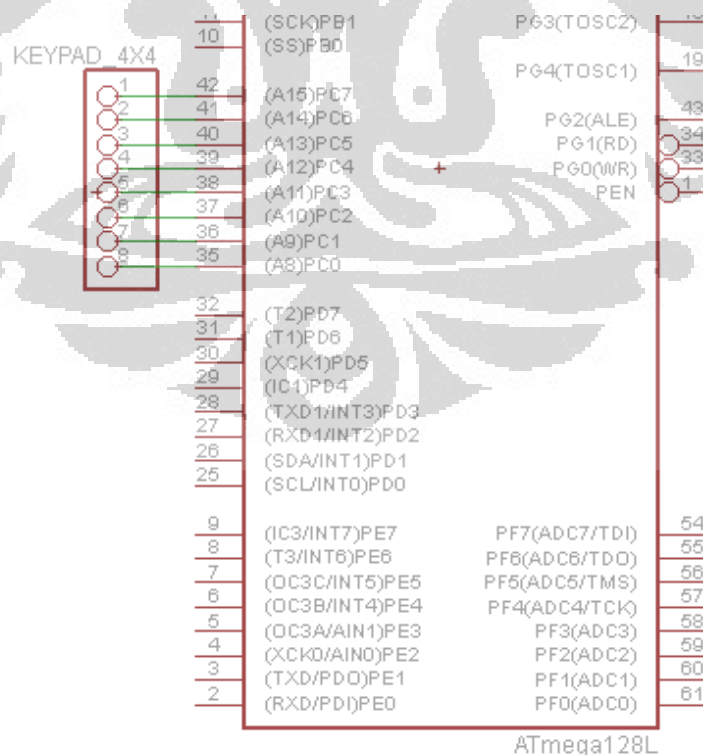 (SCK)PB1 PG3(TOSC2)
10 (SS)PB0
KEYPAD_4X4
PG4(TOSC1) 19
1 42 (A15)PC7
2 41 (A14)PC6 PG2(ALE) 43
3 40 (A13)PC5 PG1(RD) 34
4 39 (A12)PC4 PG0(WR) 33
5 38 (A11)PC3 PEN 1
6 37 (A10)PC2
7 36 (A9)PC1
8 35 (A8)PC0
32 (T2)PD7
31 (T1)PD6
30 (XCK1)PD5
29 (IC1)PD4
28 (TXD1/INT3)PD3
27 (RXD1/INT2)PD2
26 (SDA/INT1)PD1
25 (SCL/INT0)PD0
9 (IC3/INT7)PE7 PF7(ADC7/TDI) 54
8 (T3/INT6)PE6 PF6(ADC6/TDO) 55
7 (OC3C/INT5)PE5 PF5(ADC5/TMS) 56
6 (OC3B/INT4)PE4 PF4(ADC4/TCK) 57
5 (OC3A/AIN1)PE3 PF3(ADC3) 58
4 (XCK0/AIN0)PE2 PF2(ADC2) 59
3 (TXD/PDO)PE1 PF1(ADC1) 60
2 (RXD/PDI)PE0 PF0(ADC0) 61
ATmega128L